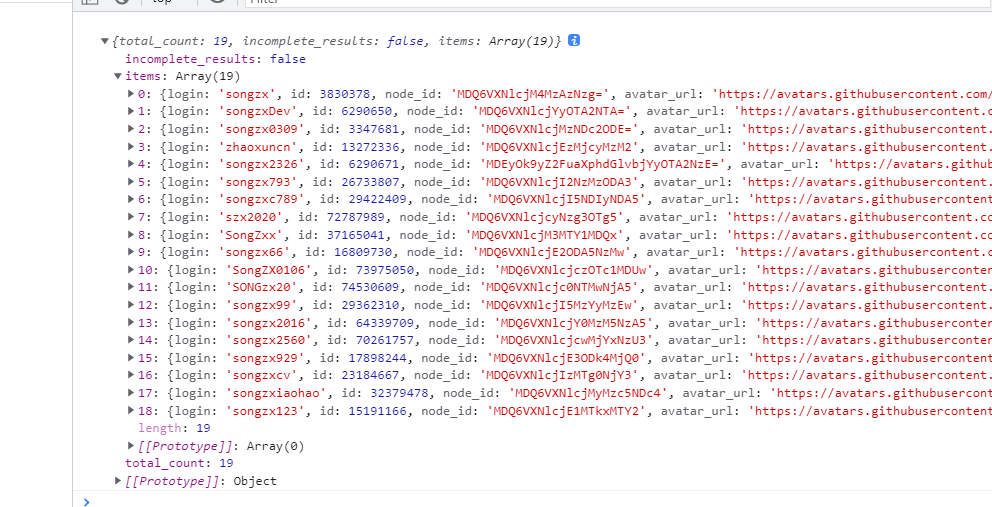 top
Filter
{total_count: 19, incomplete_results: false, items: Array(19)}
incomplete_results: false
items: Array(19)
0: {login: 'songzx', id: 3830378, node_id: 'MDQ6VXNlcjM4MzAzNzg=', avatar_url: 'https://avatars.githubusercontent.com/
1: {login: 'songzxDev', id: 6290650, node_id: 'MDQ6VXNlcjYyOTA2NTA=', avatar_url: 'https://avatars.githubusercontent.c
2: {login: 'songzx0309', id: 3347681, node_id: 'MDQ6VXNlcjMzNDc2ODE=', avatar_url: 'https://avatars.githubusercontent.
3: {login: 'zhaoxuncn', id: 13272336, node_id: 'MDQ6VXNlcjEzMjcyMzM2', avatar_url: 'https://avatars.githubusercontent.
4: {login: 'songzx2326', id: 6290671, node_id: 'MDEyOk9yZ2FuaXphdGlvbjYyOTA2NzE=', avatar_url: 'https://avatars.github
5: {login: 'songzx793', id: 26733807, node_id: 'MDQ6VXNlcjI2NzMzODA3', avatar_url: 'https://avatars.githubusercontent.
6: {login: 'songzxc789', id: 29422409, node_id: 'MDQ6VXNlcjI5NDIyNDA5', avatar_url: 'https://avatars.githubusercontent
7: {login: 'szx2020', id: 72787989, node_id: 'MDQ6VXNlcjcyNzg3OTg5', avatar_url: 'https://avatars.githubusercontent.co
8: {login: 'SongZxx', id: 37165041, node_id: 'MDQ6VXNlcjM3MTY1MDQx', avatar_url: 'https://avatars.githubusercontent.co
9: {login: 'songzx66', id: 16809730, node_id: 'MDQ6VXNlcjE2ODA5NzMw', avatar_url: 'https://avatars.githubusercontent.c
10: {login: 'SongZX0106', id: 73975050, node_id: 'MDQ6VXNlcjczOTc1MDUw', avatar_url: 'https://avatars.githubusercontent
11: {login: 'SONGzx20', id: 74530609, node_id: 'MDQ6VXNlcjc0NTMwNjA5', avatar_url: 'https://avatars.githubusercontent.
12: {login: 'songzx99', id: 29362310, node_id: 'MDQ6VXNlcjI5MzYyMzEw', avatar_url: 'https://avatars.githubusercontent.
13: {login: 'songzx2016', id: 64339709, node_id: 'MDQ6VXNlcjY0MzM5NzA5', avatar_url: 'https://avatars.githubusercontent
14: {login: 'songzx2560', id: 70261757, node_id: 'MDQ6VXNlcjcwMjYxNzU3', avatar_url: 'https://avatars.githubusercontent
15: {login: 'songzx929', id: 17898244, node_id: 'MDQ6VXNlcjE3ODk4MjQ0', avatar_url: 'https://avatars.githubusercontent.
16: {login: 'songzxcv', id: 23184667, node_id: 'MDQ6VXNlcjIzMTg0NjY3', avatar_url: 'https://avatars.githubusercontent.
17: {login: 'songzxiaohao', id: 32379478, node_id: 'MDQ6VXNlcjMyMzc5NDc4', avatar_url: 'https://avatars.githubusercontent
18: {login: 'songzx123', id: 15191166, node_id: 'MDQ6VXNlcjE1MTkxMTY2', avatar_url: 'https://avatars.githubusercontent
length: 19
[[Prototype]]: Array(0)
total_count: 19
[[Prototype]]: Object